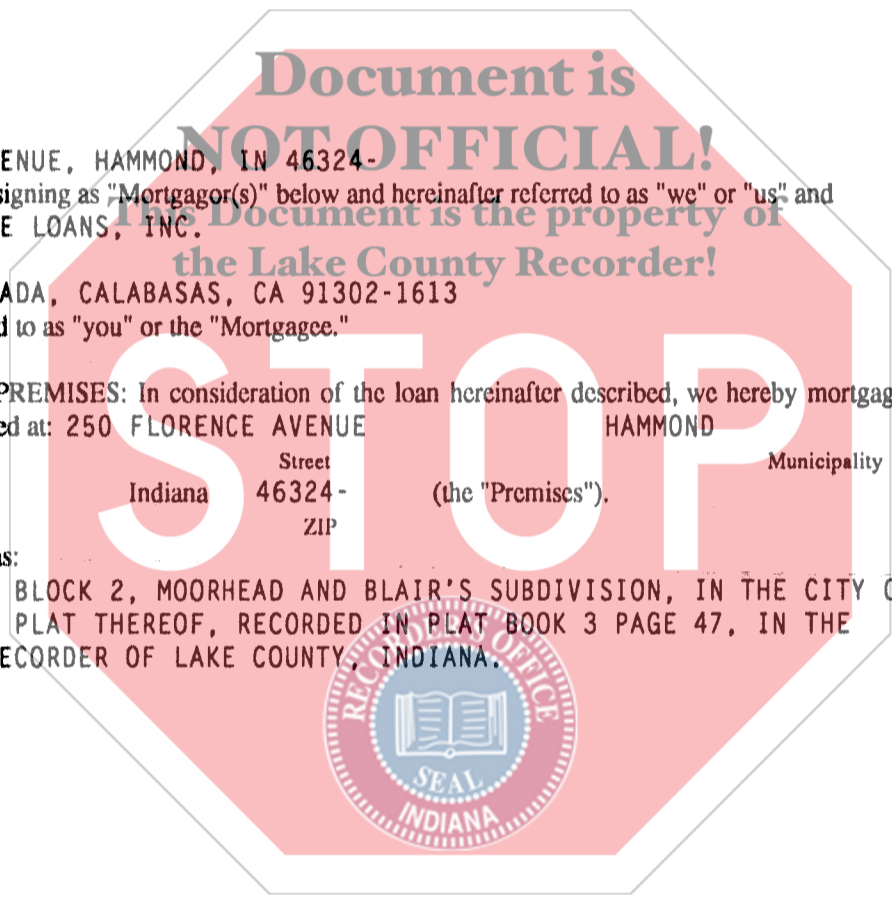 Document is
NOT OFFICIAL!
ENUE, HAMMOND, IN 46324-
signing as "Mortgagor(s)" below and hereinafter referred to as "we" or "us" and
This Document is the property of
E LOANS, INC.
the Lake County Recorder!
ADA, CALABASAS, CA 91302-1613
d to as "you" or the "Mortgagee."
STOP
PREMISES: In consideration of the loan hereinafter described, we hereby mortgag
ed at: 250 FLORENCE AVENUE HAMMOND
Street Municipality
Indiana 46324- (the "Premises").
ZIP
as:
BLOCK 2, MOORHEAD AND BLAIR'S SUBDIVISION, IN THE CITY O
PLAT THEREOF, RECORDED IN PLAT BOOK 3 PAGE 47, IN THE
ECORDER OF LAKE COUNTY, INDIANA.
RECORDER OF OFFICE
SEAL
INDIANA